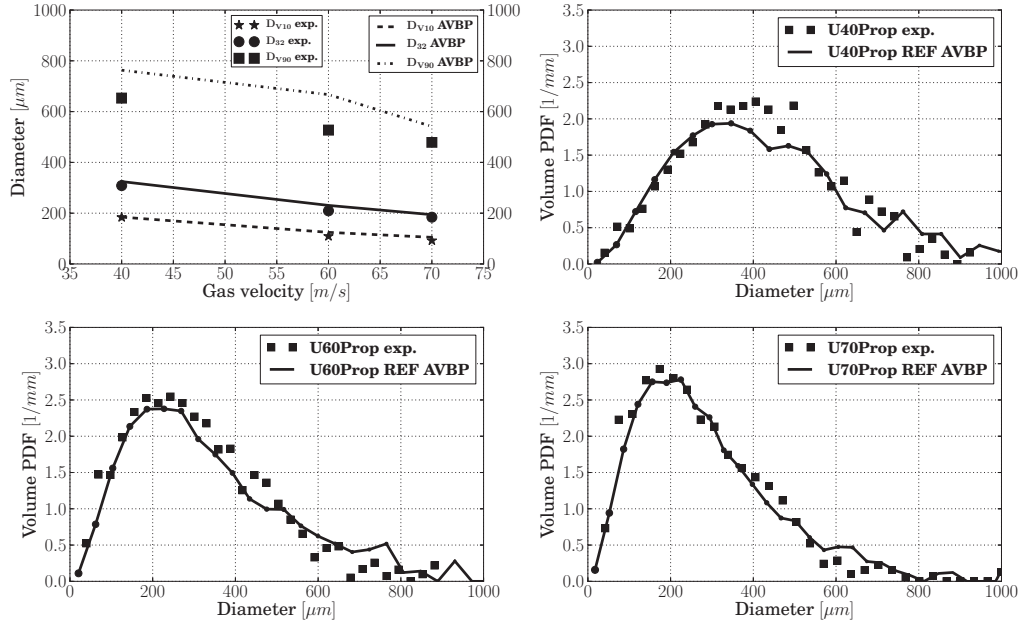 1000
800
600
400
200
0
Diameter [μm]
D_V10 exp.
D_32 exp.
D_V90 exp.
D_V10 AVBP
D_32 AVBP
D_V90 AVBP
1000
800
600
400
200
0
35 40 45 50 55 60 65 70 75
Gas velocity [m/s]
3.5
3.0
2.5
2.0
1.5
1.0
0.5
0.0
Volume PDF [1/mm]
U40Prop exp.
U40Prop REF AVBP
0 200 400 600 800 1000
Diameter [μm]
3.5
3.0
2.5
2.0
1.5
1.0
0.5
0.0
Volume PDF [1/mm]
U60Prop exp.
U60Prop REF AVBP
0 200 400 600 800 1000
Diameter [μm]
3.5
3.0
2.5
2.0
1.5
1.0
0.5
0.0
Volume PDF [1/mm]
U70Prop exp.
U70Prop REF AVBP
0 200 400 600 800 1000
Diameter [μm]